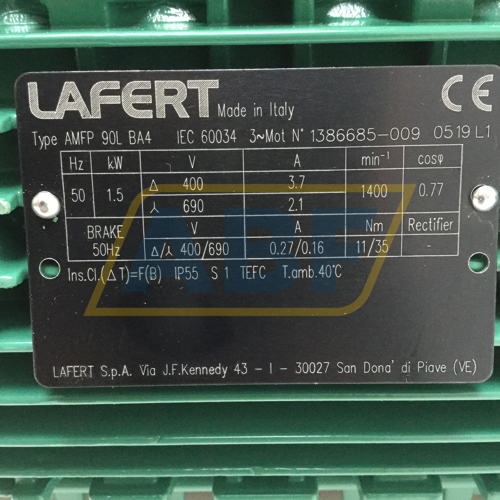 LAFERT Made in Italy CE
Type AMFP 90L BA4 IEC 60034 3~Mot N° 1386685-009 0519 L1
Hz kW V A min⁻¹ cosφ
50 1.5 Δ 400 3.7 1400 0.77
⅄ 690 2.1
BRAKE 50Hz V A Nm Rectifier
Δ/⅄ 400/690 0.27/0.16 11/35 -
Ins.Cl.(ΔT)=F(B) IP55 S 1 TEFC T.amb.40°C
LAFERT S.p.A. Via J.F.Kennedy 43 - I - 30027 San Dona' di Piave (VE)
ABF